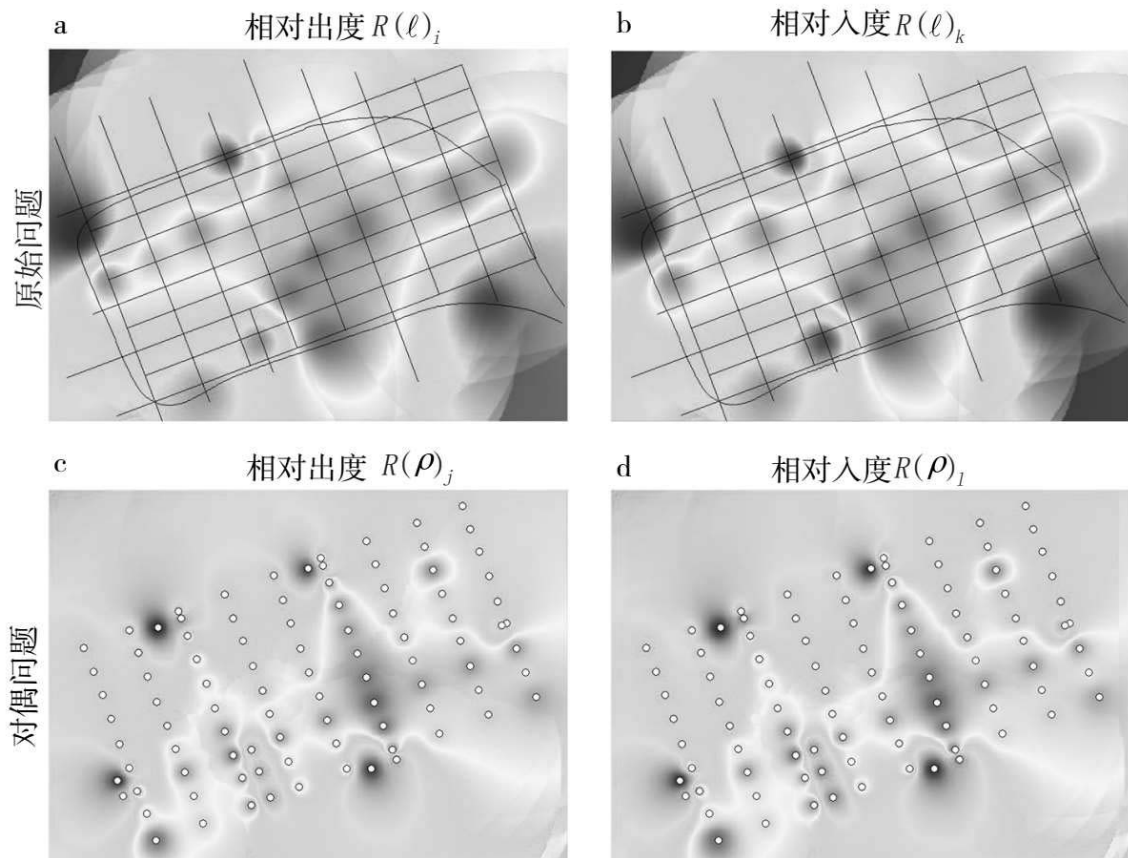 a 相对出度 R(ℓ)ᵢ
b 相对入度 R(ℓ)ₖ
原始问题
c 相对出度 R(ρ)ⱼ
d 相对入度 R(ρ)ₗ
对偶问题